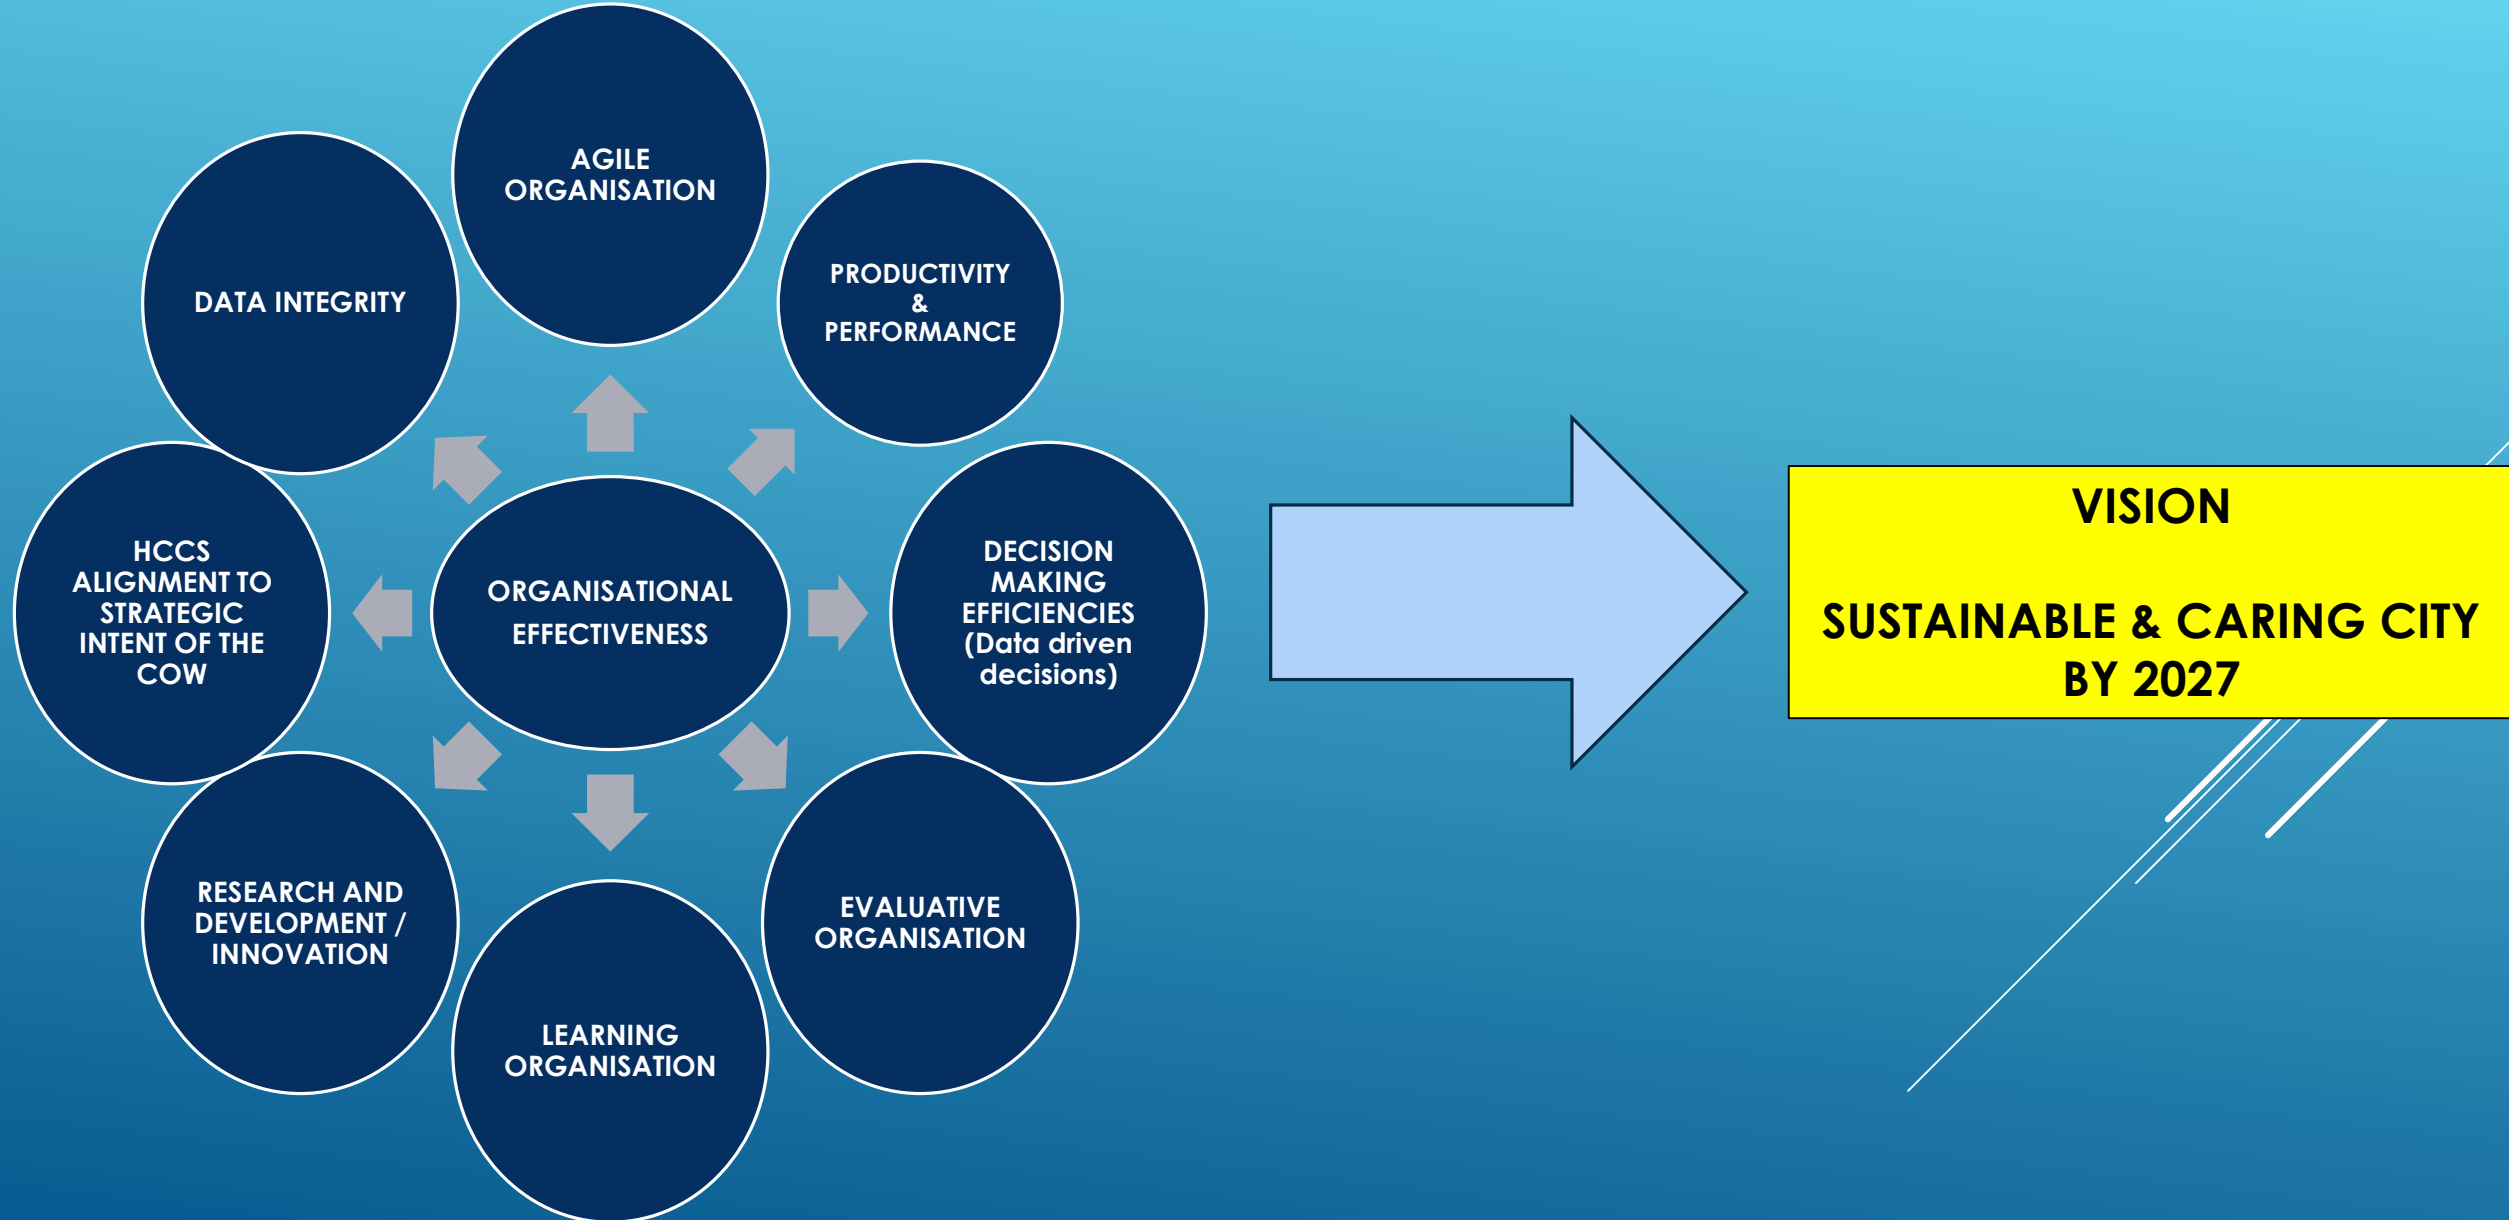 AGILE
ORGANISATION
PRODUCTIVITY
&
PERFORMANCE
DECISION
MAKING
EFFICIENCIES
(Data driven
decisions)
EVALUATIVE
ORGANISATION
LEARNING
ORGANISATION
RESEARCH AND
DEVELOPMENT /
INNOVATION
HCCS
ALIGNMENT TO
STRATEGIC
INTENT OF THE
COW
DATA INTEGRITY
ORGANISATIONAL
EFFECTIVENESS
VISION
SUSTAINABLE & CARING CITY
BY 2027